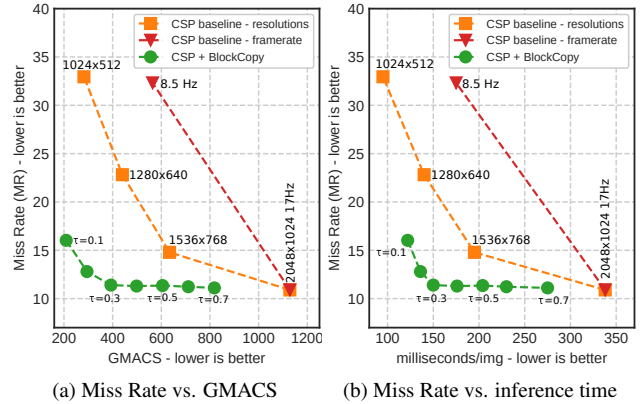 CSP baseline - resolutions
CSP baseline - framerate
CSP + BlockCopy
1024x512
8.5 Hz
1280x640
1536x768
2048x1024 17Hz
τ=0.1
τ=0.3
τ=0.5
τ=0.7
Miss Rate (MR) - lower is better
40
35
30
25
20
15
10
200 400 600 800 1000 1200
GMACS - lower is better
(a) Miss Rate vs. GMACS
CSP baseline - resolutions
CSP baseline - framerate
CSP + BlockCopy
1024x512
8.5 Hz
1280x640
1536x768
2048x1024 17Hz
τ=0.1
τ=0.3
τ=0.5
τ=0.7
Miss Rate (MR) - lower is better
40
35
30
25
20
15
10
100 150 200 250 300 350
milliseconds/img - lower is better
(b) Miss Rate vs. inference time